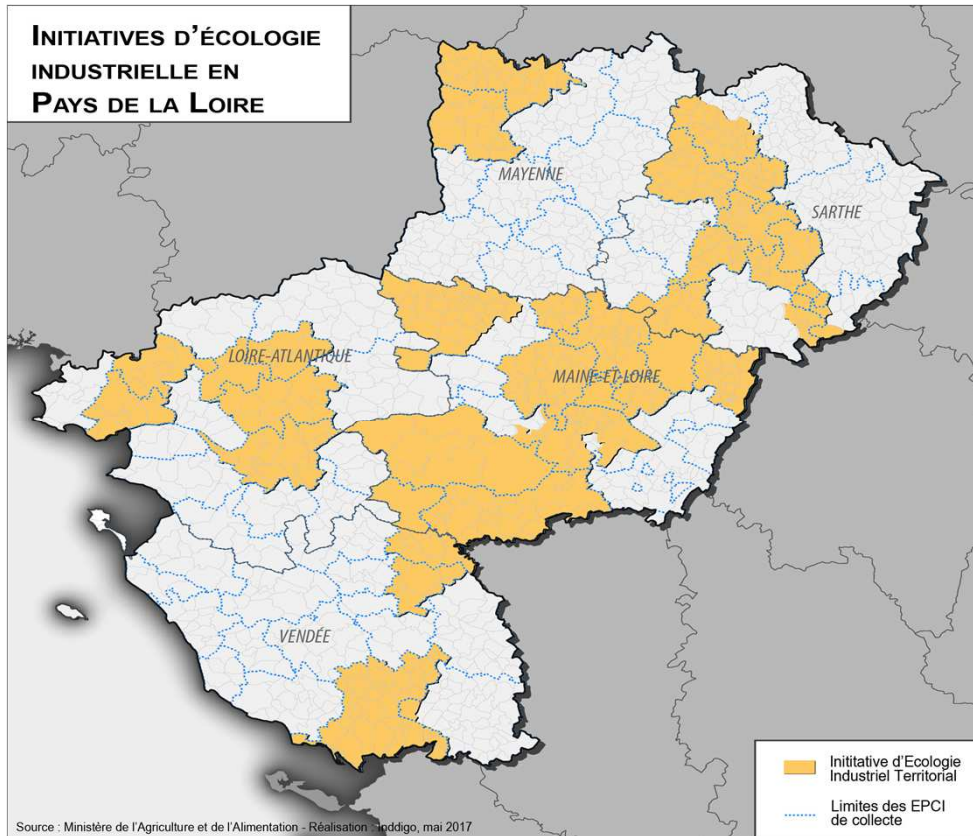 INITIATIVES D'ÉCOLOGIE
INDUSTRIELLE EN
PAYS DE LA LOIRE
MAYENNE
SARTHE
LOIRE-ATLANTIQUE
MAINE-ET-LOIRE
VENDÉE
Inititative d'Ecologie
Industriel Territorial
Limites des EPCI
de collecte
Source : Ministère de l'Agriculture et de l'Alimentation - Réalisation : Inddigo, mai 2017